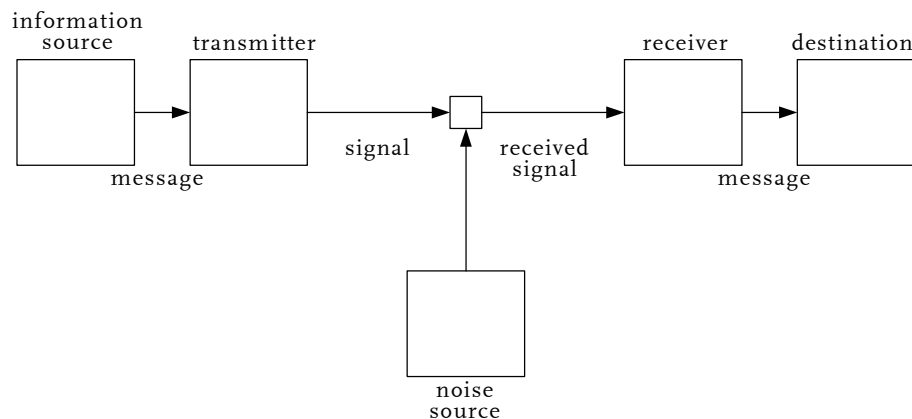 information
source
transmitter
receiver
destination
signal
received
signal
message
message
noise
source